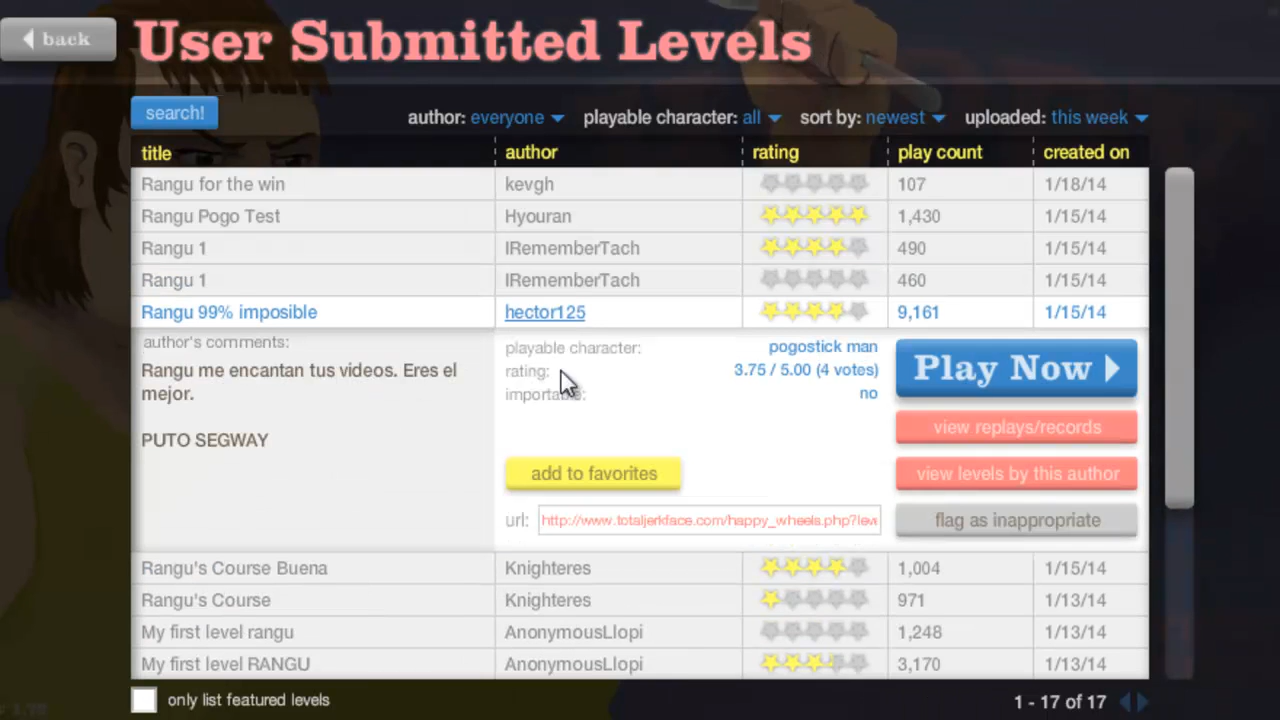 back
User Submitted Levels
search!
author: everyone playable character: all sort by: newest uploaded: this week
title author rating play count created on
Rangu for the win kevgh 107 1/18/14
Rangu Pogo Test Hyouran 1,430 1/15/14
Rangu 1 IRememberTach 490 1/15/14
Rangu 1 IRememberTach 460 1/15/14
Rangu 99% imposible hector125 9,161 1/15/14
author's comments:
Rangu me encantan tus videos. Eres el
mejor.
PUTO SEGWAY
playable character: pogostick man
rating: 3.75 / 5.00 (4 votes)
importable: no
add to favorites
url: http://www.totaljerkface.com/happy_wheels.php?lev
Play Now
view replays/records
view levels by this author
flag as inappropriate
Rangu's Course Buena Knighteres 1,004 1/15/14
Rangu's Course Knighteres 971 1/13/14
My first level rangu AnonymousLlopi 1,248 1/13/14
My first level RANGU AnonymousLlopi 3,170 1/13/14
only list featured levels
1 - 17 of 17